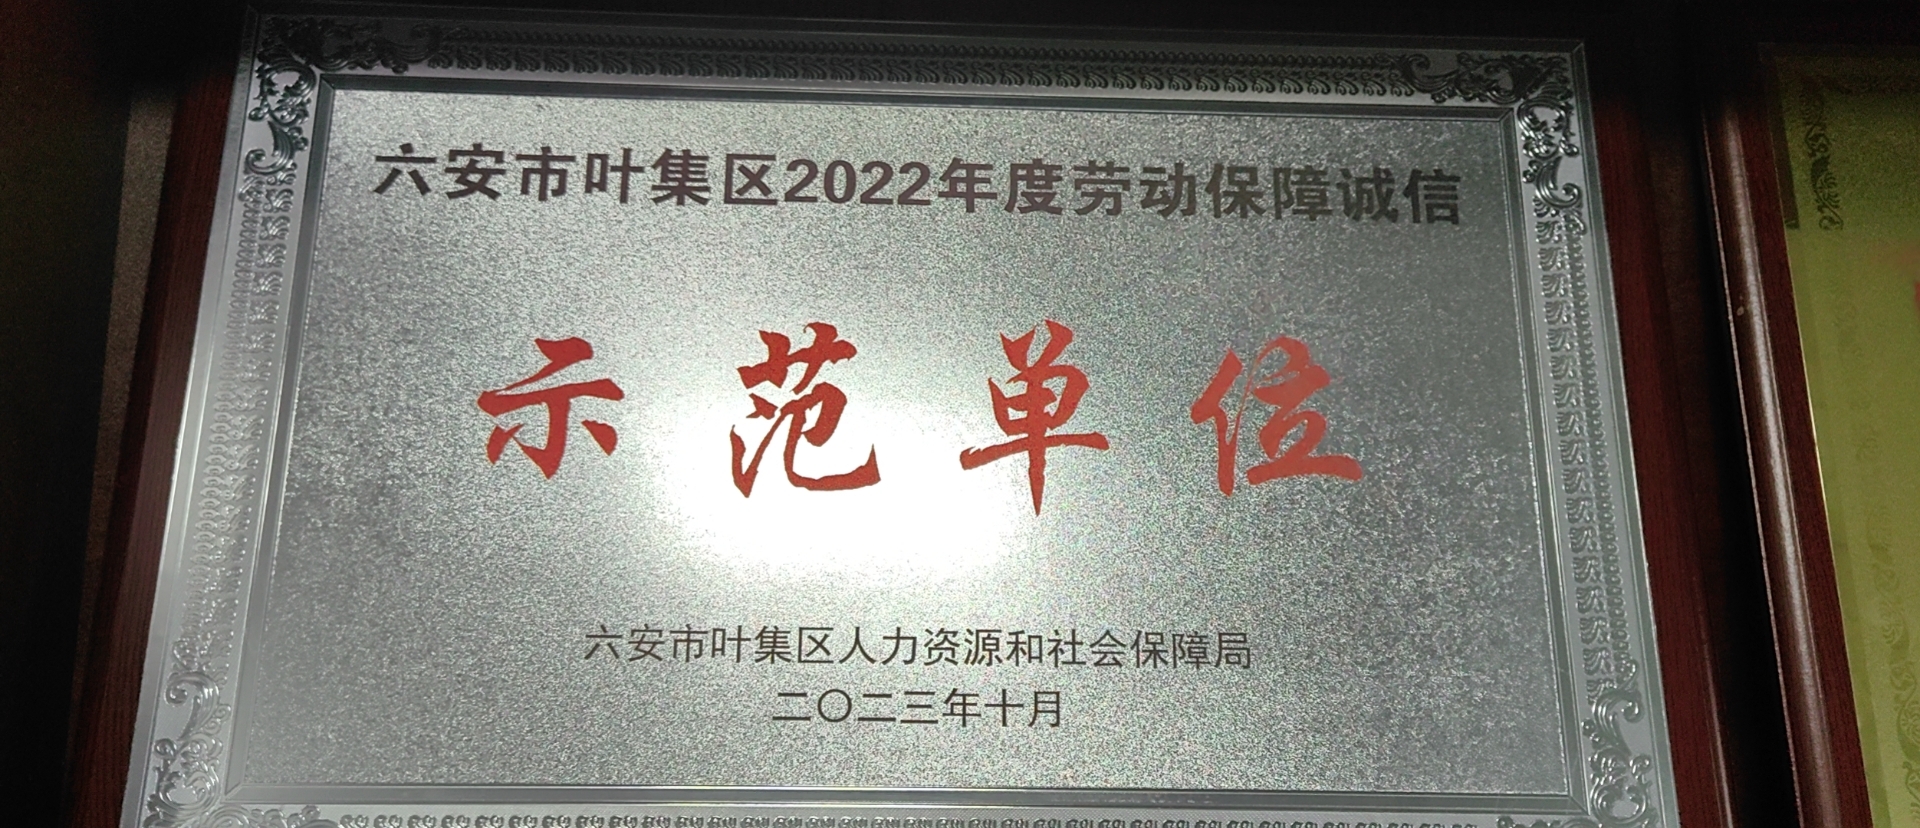 六安市叶集区2022年度劳动保障诚信
示范单位
六安市叶集区人力资源和社会保障局
二〇二三年十月